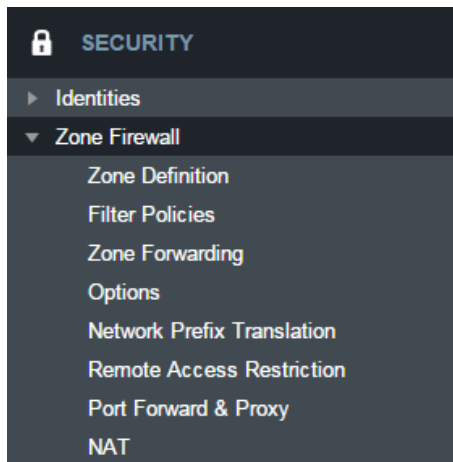 SECURITY
Identities
Zone Firewall
Zone Definition
Filter Policies
Zone Forwarding
Options
Network Prefix Translation
Remote Access Restriction
Port Forward & Proxy
NAT